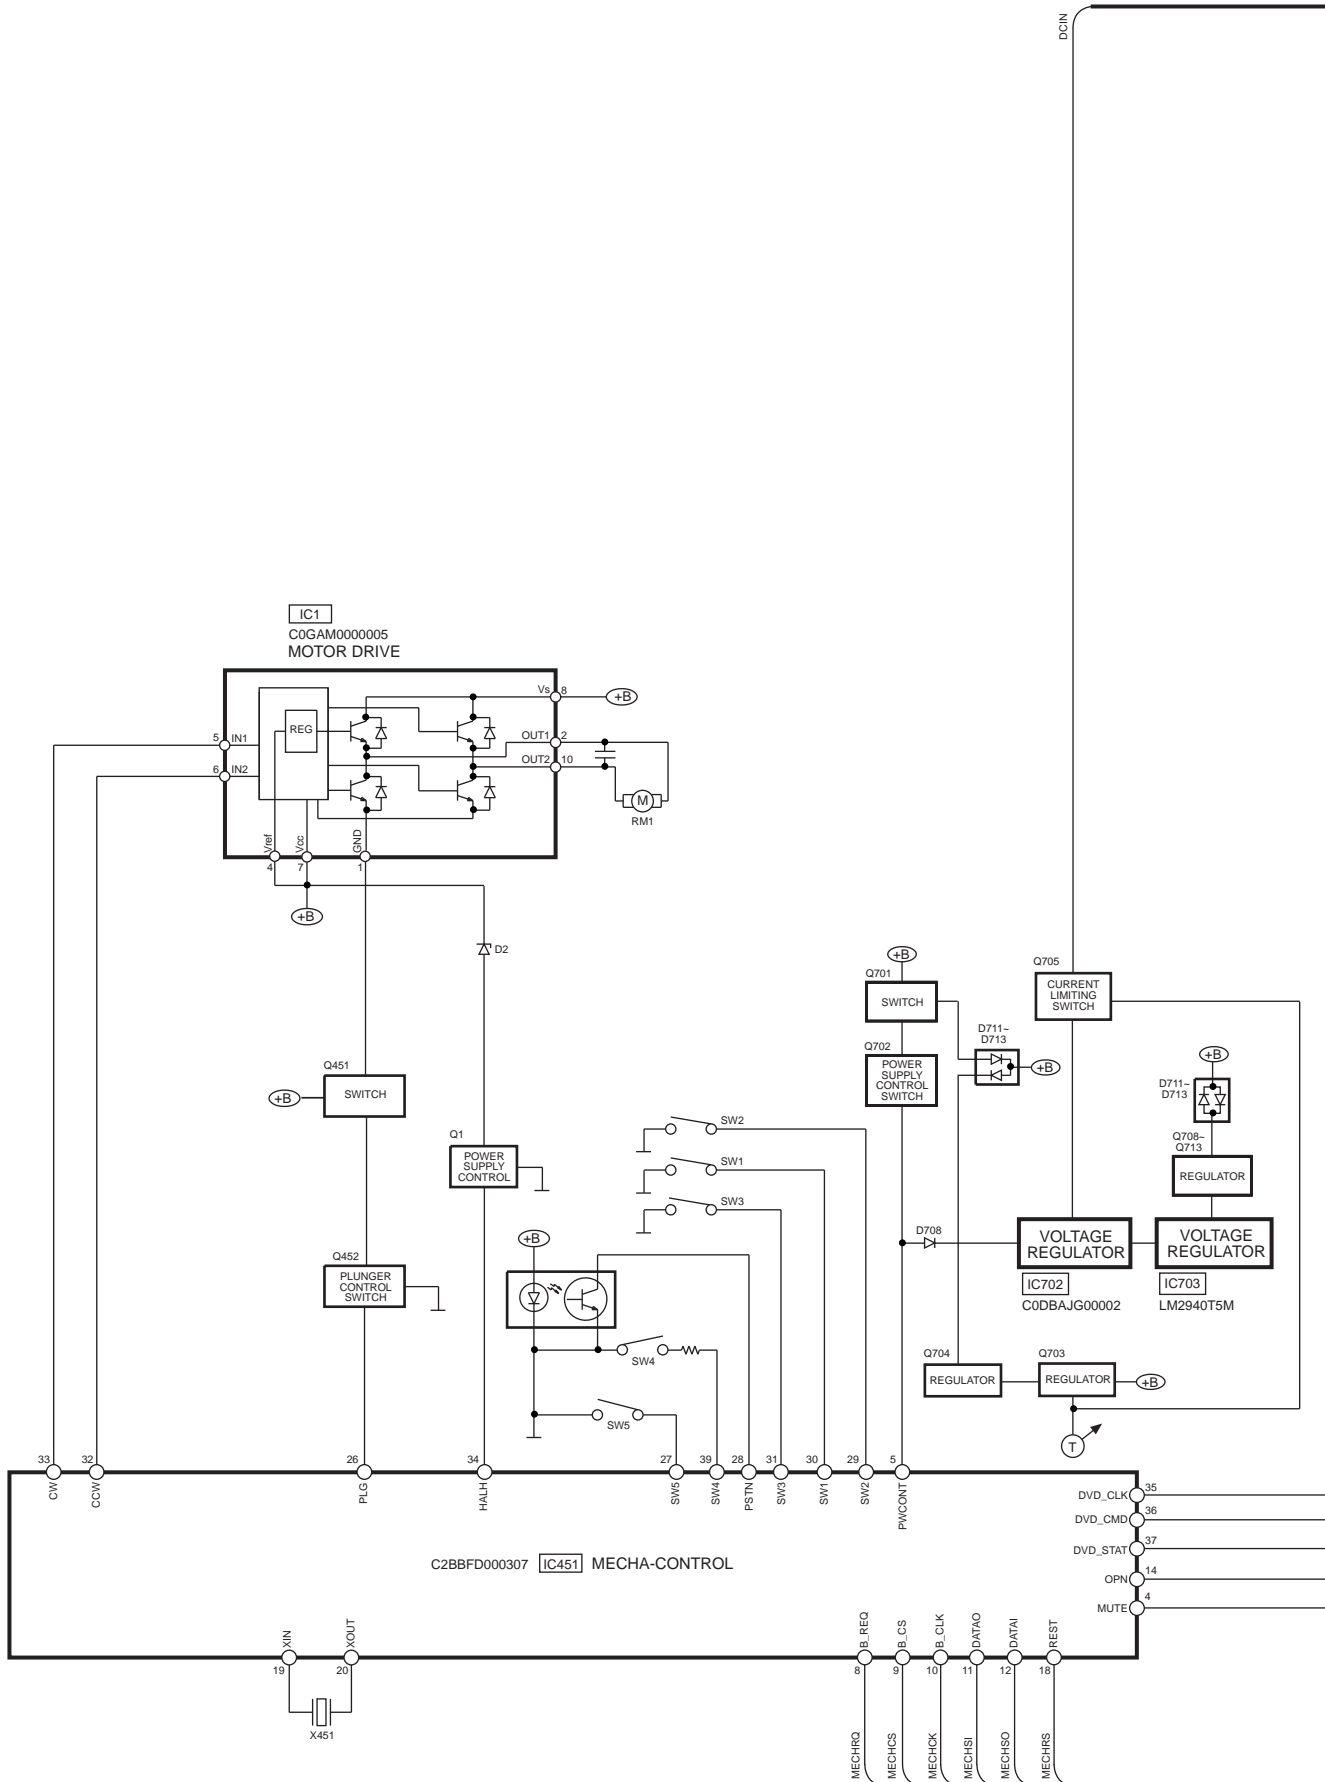 DCIN
IC1
C0GAM0000005
MOTOR DRIVE
Vs 8
+B
REG
5 IN1
OUT1 2
OUT2 10
6 IN2
M
RM1
Vref
Vcc
GND
4
7
1
+B
D2
+B
Q701
SWITCH
Q705
CURRENT
LIMITING
SWITCH
D711~
D713
+B
Q702
POWER
SUPPLY
CONTROL
SWITCH
+B
D711~
D713
Q451
SWITCH
+B
Q1
POWER
SUPPLY
CONTROL
SW2
SW1
SW3
Q708~
Q713
REGULATOR
D708
VOLTAGE
REGULATOR
VOLTAGE
REGULATOR
IC702
C0DBAJG00002
IC703
LM2940T5M
+B
Q452
PLUNGER
CONTROL
SWITCH
SW4
SW5
Q704
REGULATOR
Q703
REGULATOR
+B
T
33
32
26
34
27
39
28
31
30
29
5
CW
CCW
PLG
HALH
SW5
SW4
PSTN
SW3
SW1
SW2
PWCONT
DVD_CLK 35
DVD_CMD 36
DVD_STAT 37
OPN 14
MUTE 4
C2BBFD000307 IC451 MECHA-CONTROL
XIN
XOUT
B_REQ
B_CS
B_CLK
DATAO
DATAI
REST
19
20
8
9
10
11
12
18
X451
MECHRQ
MECHCS
MECHCK
MECHSI
MECHSO
MECHRS